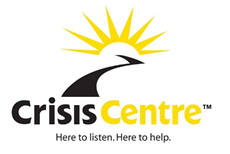 Crisis Centre™
Here to listen. Here to help.